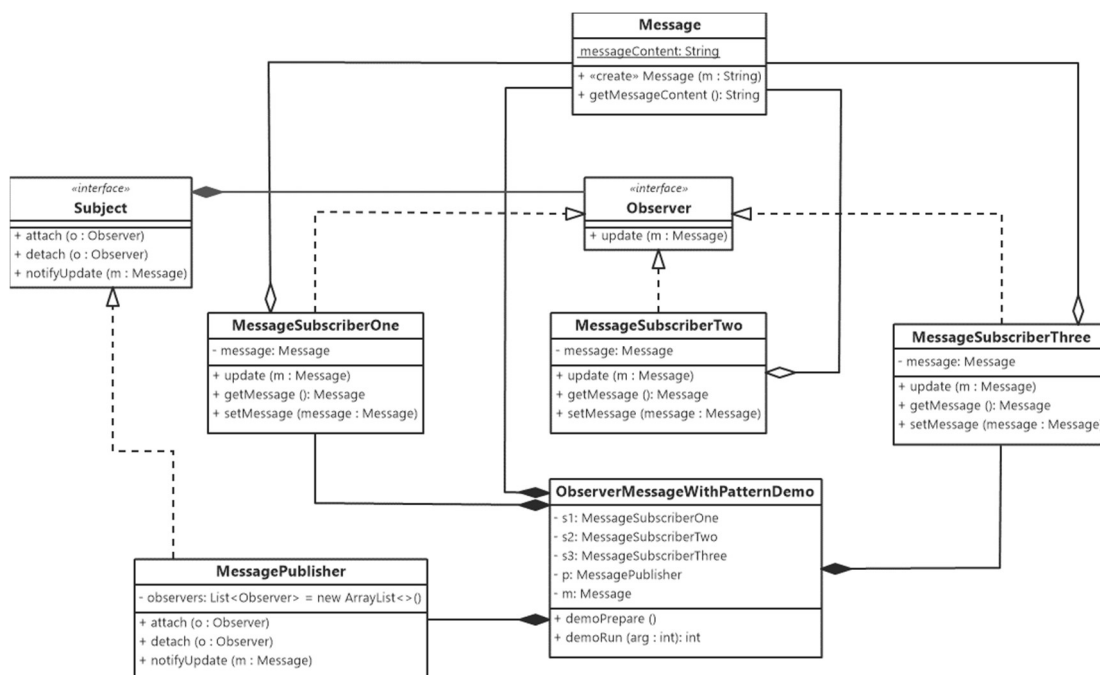 Message
messageContent: String
+ «create» Message (m : String)
+ getMessageContent (): String
«interface»
Subject
+ attach (o : Observer)
+ detach (o : Observer)
+ notifyUpdate (m : Message)
«interface»
Observer
+ update (m : Message)
MessageSubscriberOne
- message: Message
+ update (m : Message)
+ getMessage (): Message
+ setMessage (message : Message)
MessageSubscriberTwo
- message: Message
+ update (m : Message)
+ getMessage (): Message
+ setMessage (message : Message)
MessageSubscriberThree
- message: Message
+ update (m : Message)
+ getMessage (): Message
+ setMessage (message : Message)
ObserverMessageWithPatternDemo
- s1: MessageSubscriberOne
- s2: MessageSubscriberTwo
- s3: MessageSubscriberThree
- p: MessagePublisher
- m: Message
+ demoPrepare ()
+ demoRun (arg : int): int
MessagePublisher
- observers: List<Observer> = new ArrayList<>()
+ attach (o : Observer)
+ detach (o : Observer)
+ notifyUpdate (m : Message)